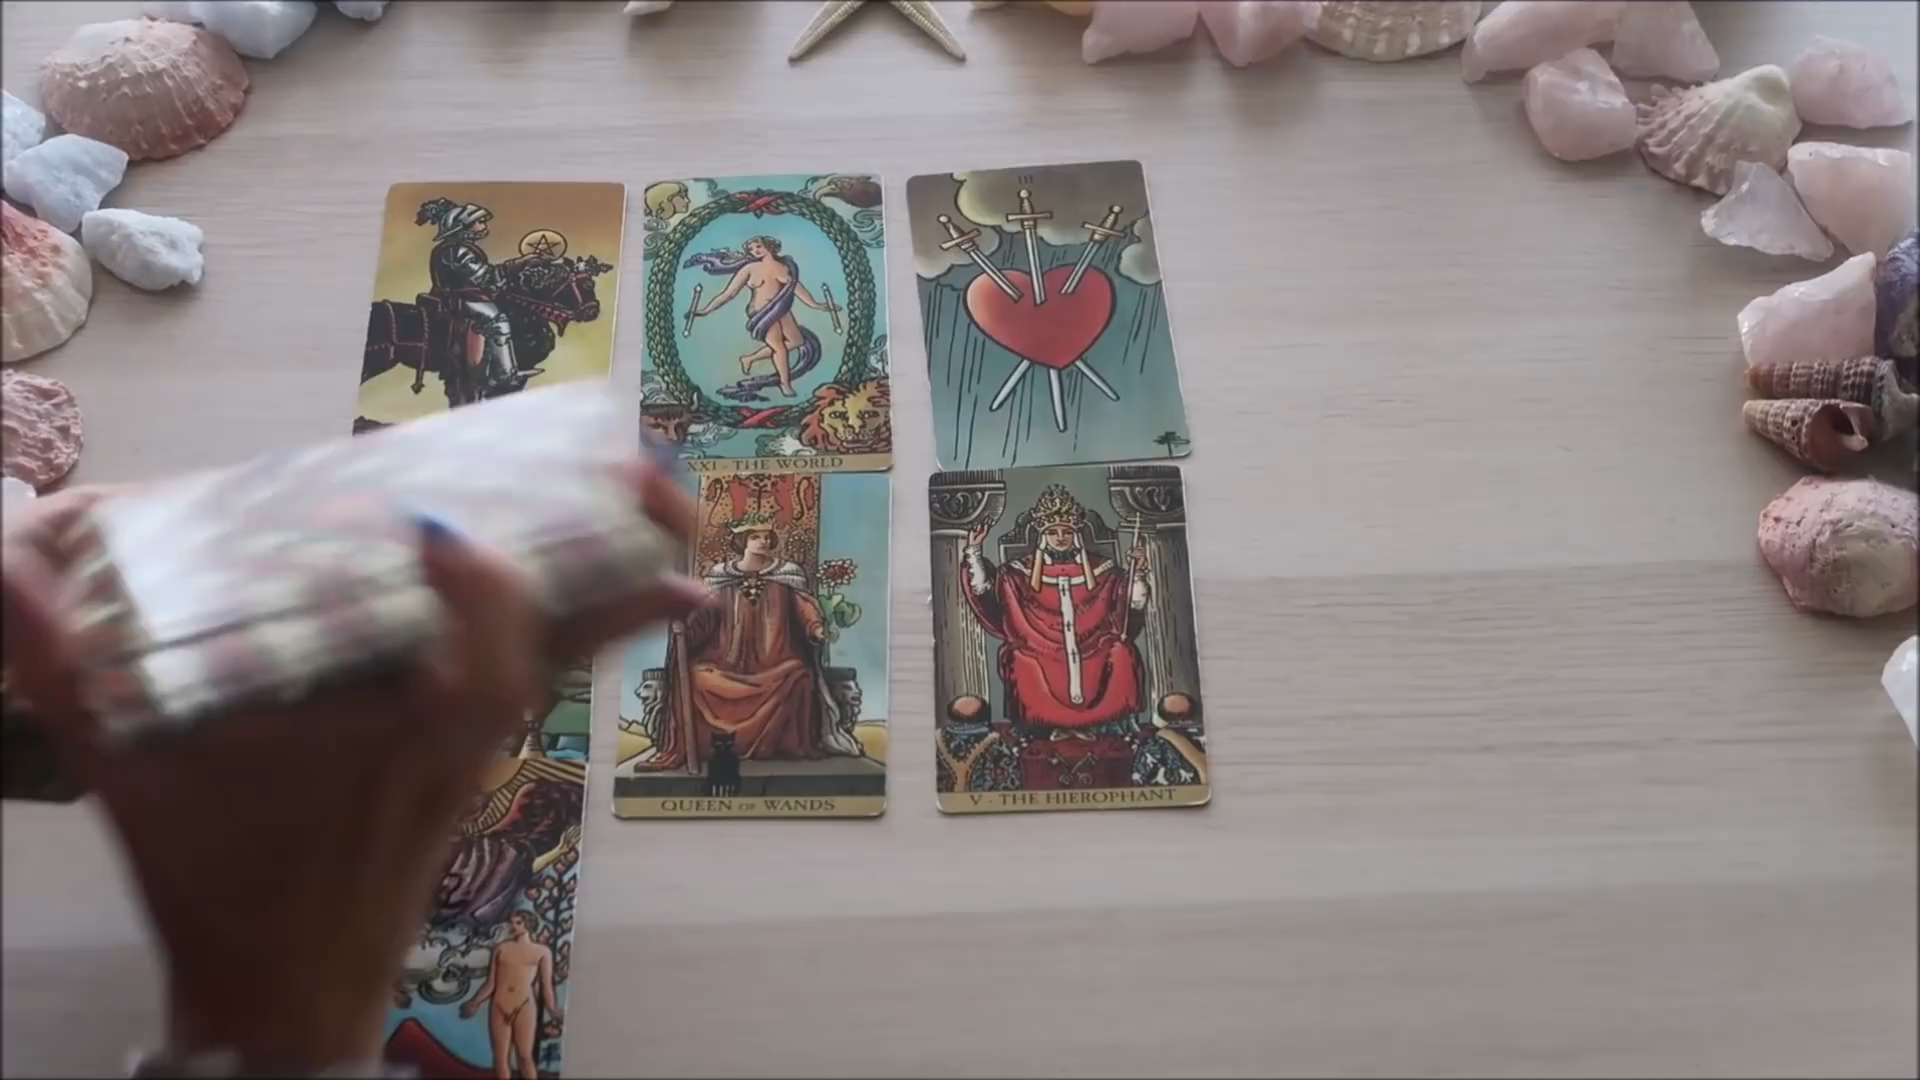 III
XXI · THE WORLD
QUEEN OF WANDS
V · THE HIEROPHANT